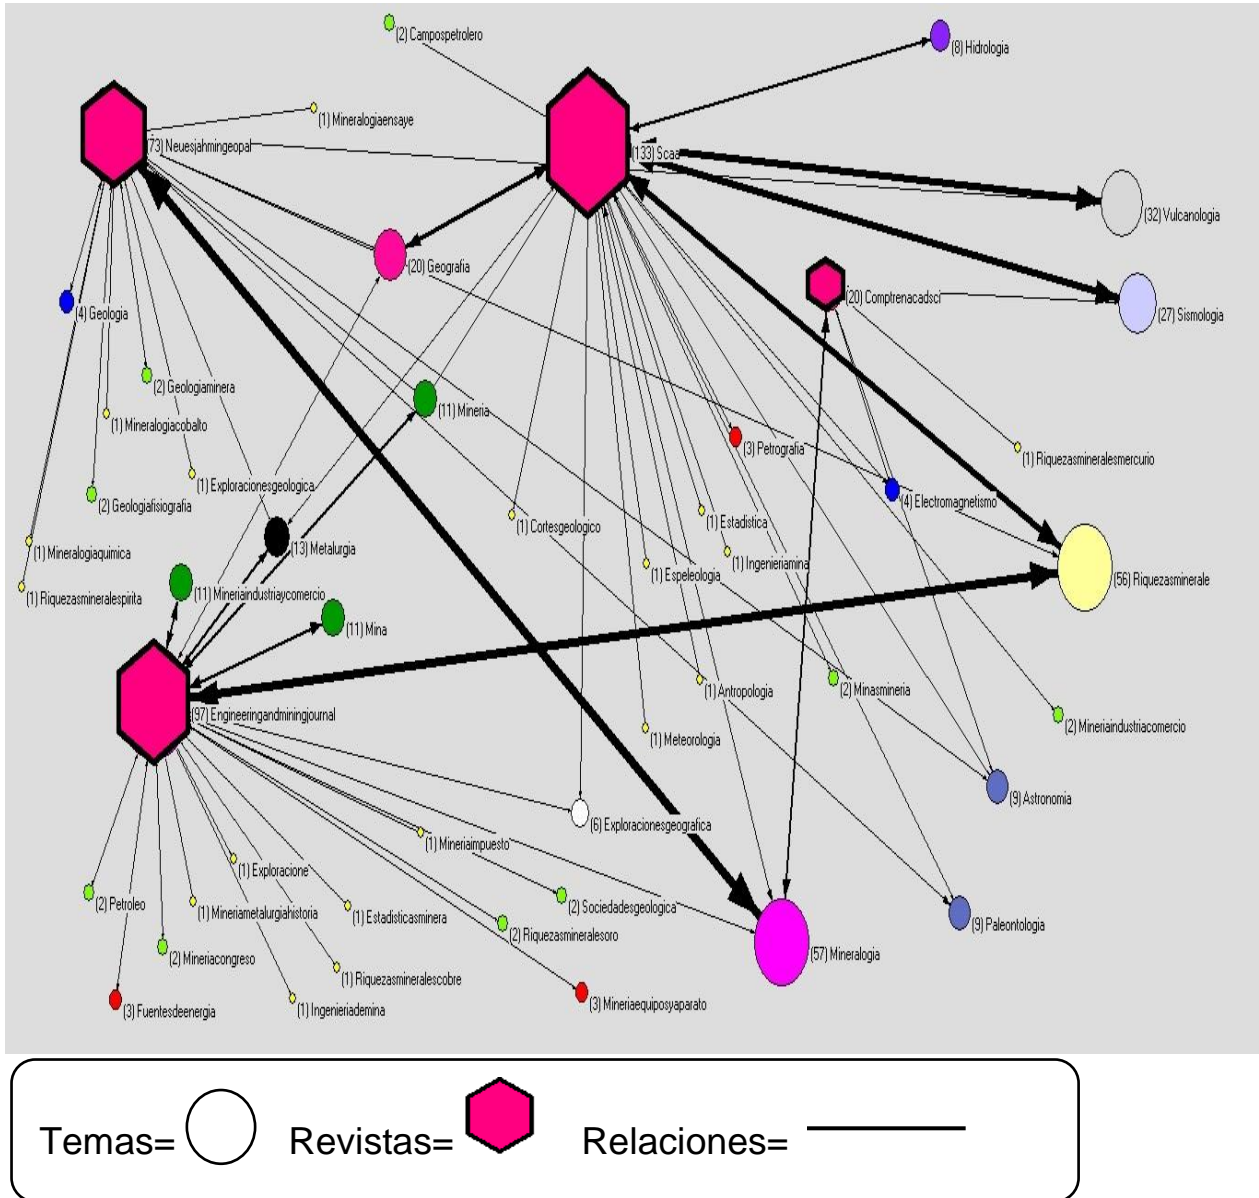 (2) Campospetrolero
(8) Hidrologia
(1) Mineralogiaensaye
(73) Neuesjahrmingeopal
(133) Scaa
(32) Vulcanologia
(20) Geografia
(20) Comptrenacadsci
(4) Geologia
(27) Sismologia
(2) Geologiaminera
(1) Mineralogiacobalto
(11) Mineria
(3) Petrografia
(1) Riquezasmineralesmercurio
(1) Exploracionesgeologica
(2) Geologiafisiografia
(4) Electromagnetismo
(1) Cortesgeologico
(1) Estadistica
(13) Metalurgia
(1) Mineralogiaquimica
(1) Ingenieriamina
(1) Espeleologia
(56) Riquezasminerale
(1) Riquezasmineralespirita
(11) Mineriaindustriaycomercio
(11) Mina
(1) Antropologia
(2) Minasmineria
(97) Engineeringandminingjournal
(2) Mineriaindustriacomercio
(1) Meteorologia
(9) Astronomia
(6) Exploracionesgeografica
(1) Mineriaimpuesto
(1) Exploracione
(2) Petroleo
(1) Mineriametalurgiahistoria
(1) Estadisticasminera
(2) Sociedadesgeologica
(9) Paleontologia
(2) Riquezasmineralesoro
(57) Mineralogia
(2) Mineriacongreso
(1) Riquezasmineralescobre
(3) Fuentesdeenergia
(1) Ingenieriademina
(3) Mineriaequiposyaparato
Temas= Revistas= Relaciones=